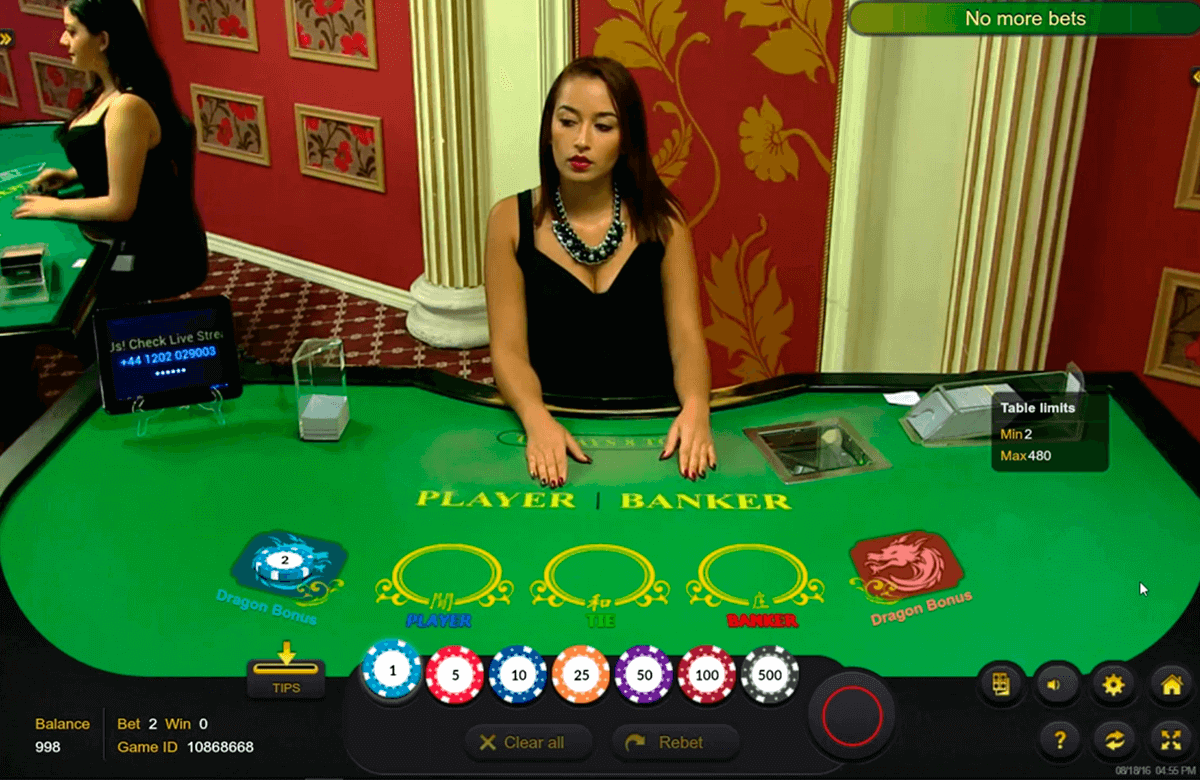 No more bets
Us! Check Live Strea
+44 1202 029003
Table limits
Min 2
Max 480
PLAYER | BANKER
2
Dragon Bonus
閒
PLAYER
和
TIE
庄
BANKER
Dragon Bonus
TIPS
1
5
10
25
50
100
500
Balance
998
Bet 2 Win 0
Game ID 10868668
Clear all
Rebet
?
08/18/16 04:55 PM